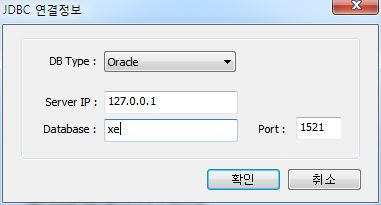 JDBC 연결정보
DB Type : Oracle
Server IP : 127.0.0.1
Database : xe Port : 1521
확인 취소